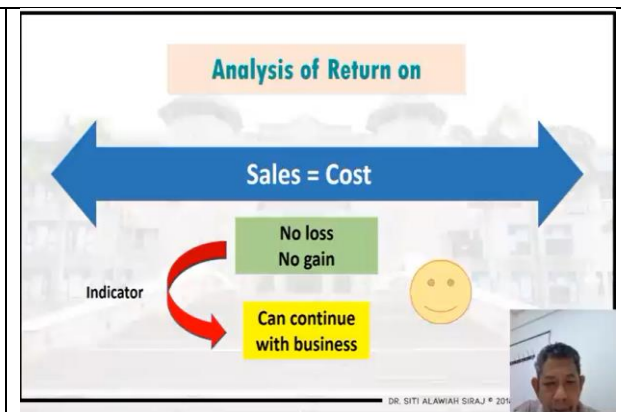 Analysis of Return on
Sales = Cost
No loss
No gain
Indicator
Can continue
with business
DR. SITI ALAWIAH SIRAJ ©